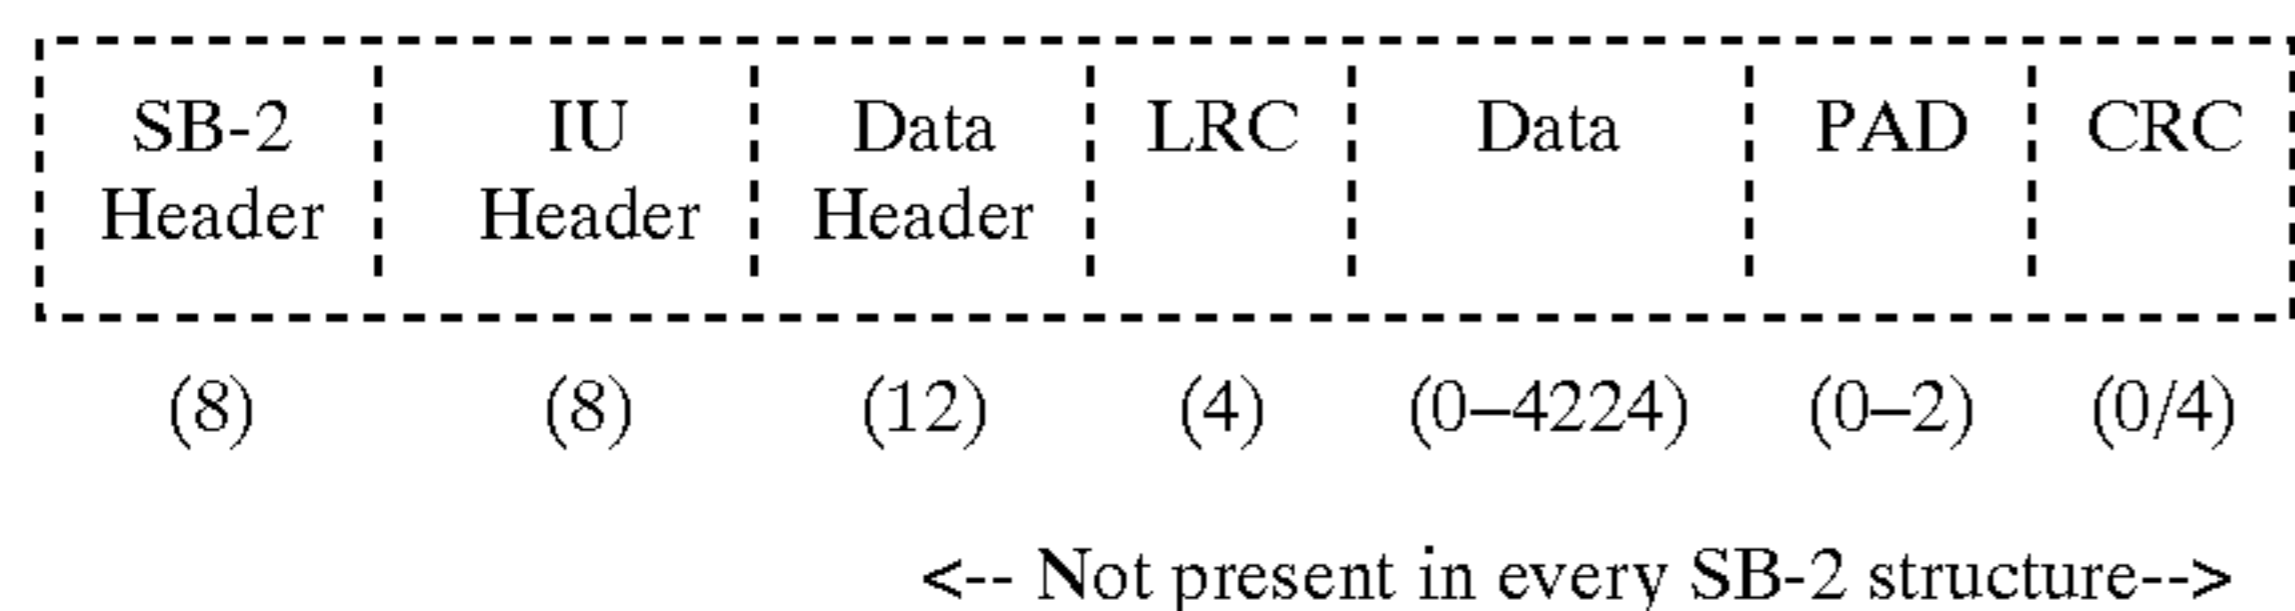 SB-2 IU Data LRC Data PAD CRC
Header Header Header
(8) (8) (12) (4) (0–4224) (0–2) (0/4)
<-- Not present in every SB-2 structure-->